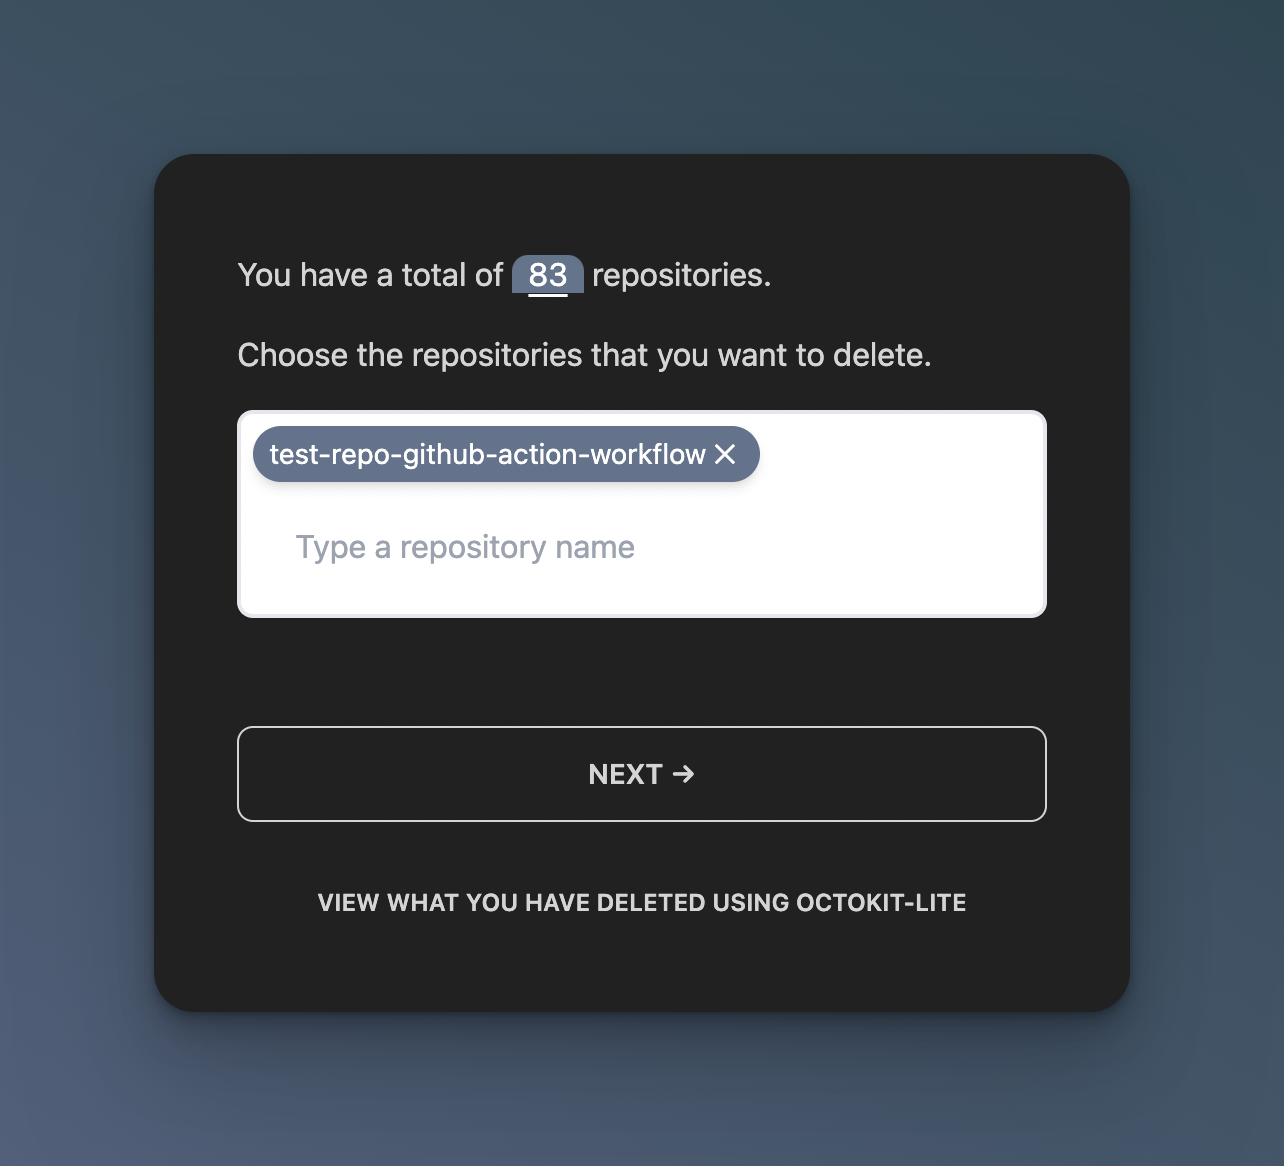 You have a total of 83 repositories.
Choose the repositories that you want to delete.
test-repo-github-action-workflow
Type a repository name
NEXT →
VIEW WHAT YOU HAVE DELETED USING OCTOKIT-LITE